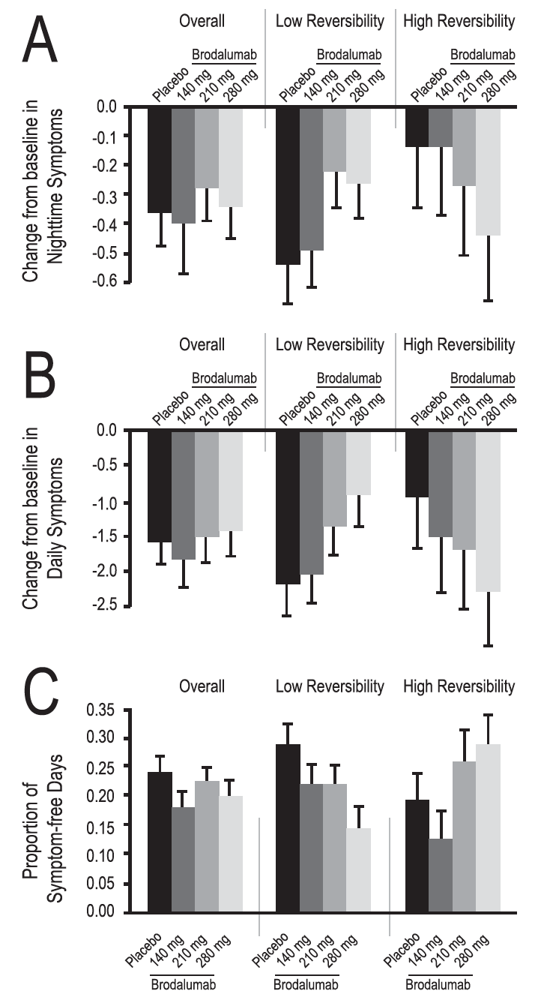 A
Overall Low Reversibility High Reversibility
Brodalumab Brodalumab Brodalumab
Placebo 140 mg 210 mg 280 mg Placebo 140 mg 210 mg 280 mg Placebo 140 mg 210 mg 280 mg
Change from baseline in
Nighttime Symptoms
0.0
-0.1
-0.2
-0.3
-0.4
-0.5
-0.6
B
Overall Low Reversibility High Reversibility
Brodalumab Brodalumab Brodalumab
Placebo 140 mg 210 mg 280 mg Placebo 140 mg 210 mg 280 mg Placebo 140 mg 210 mg 280 mg
Change from baseline in
Daily Symptoms
0.0
-0.5
-1.0
-1.5
-2.0
-2.5
C
Overall Low Reversibility High Reversibility
Proportion of
Symptom-free Days
0.35
0.30
0.25
0.20
0.15
0.10
0.05
0.00
Placebo 140 mg 210 mg 280 mg Placebo 140 mg 210 mg 280 mg Placebo 140 mg 210 mg 280 mg
Brodalumab Brodalumab Brodalumab